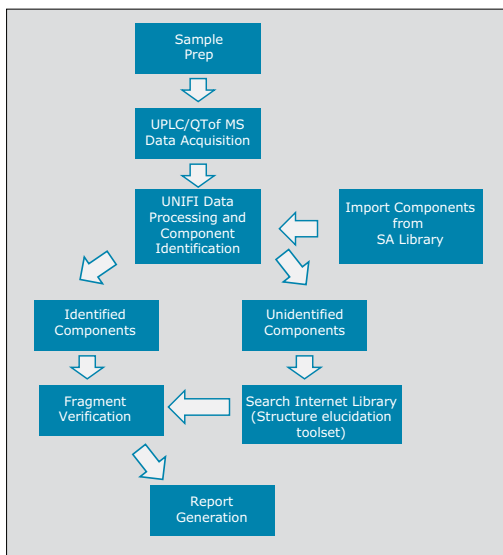 Sample
Prep
UPLC/QTof MS
Data Acquisition
UNIFI Data
Processing and
Component
Identification
Import Components
from
SA Library
Identified
Components
Unidentified
Components
Fragment
Verification
Search Internet Library
(Structure elucidation
toolset)
Report
Generation